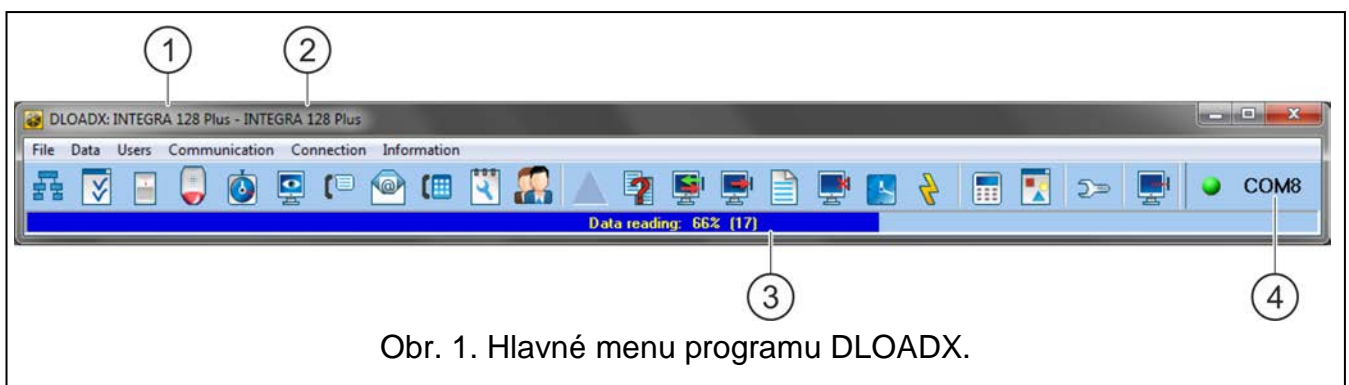 1 2
DLOADX: INTEGRA 128 Plus - INTEGRA 128 Plus
File Data Users Communication Connection Information
COM8
Data reading: 66% (17)
3 4
Obr. 1. Hlavné menu programu DLOADX.